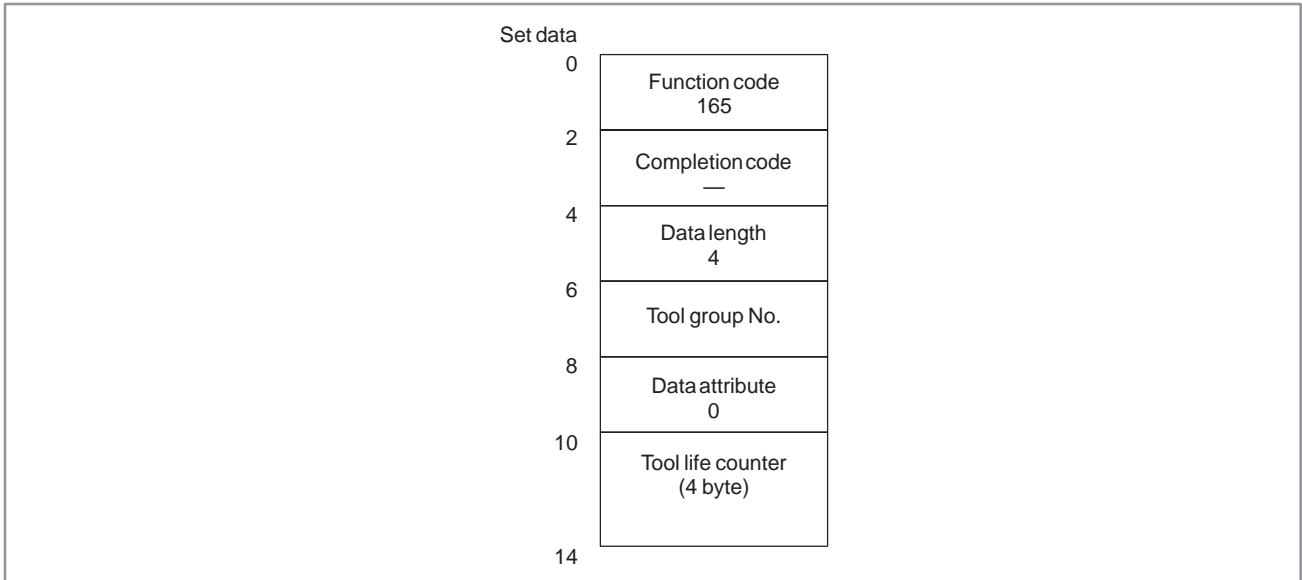 Set data
0
Function code
165
2
Completion code
—
4
Data length
4
6
Tool group No.
8
Data attribute
0
10
Tool life counter
(4 byte)
14